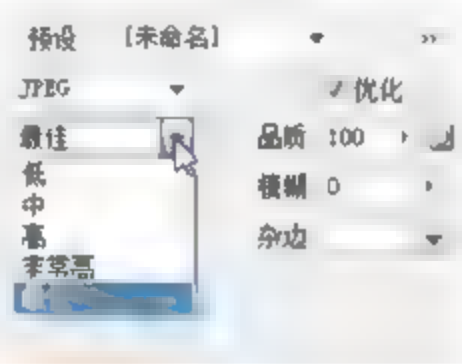 预设 [未命名]
JPEG ✓ 优化
最佳 品质 100
低 模糊 0
中
高 杂边
非常高